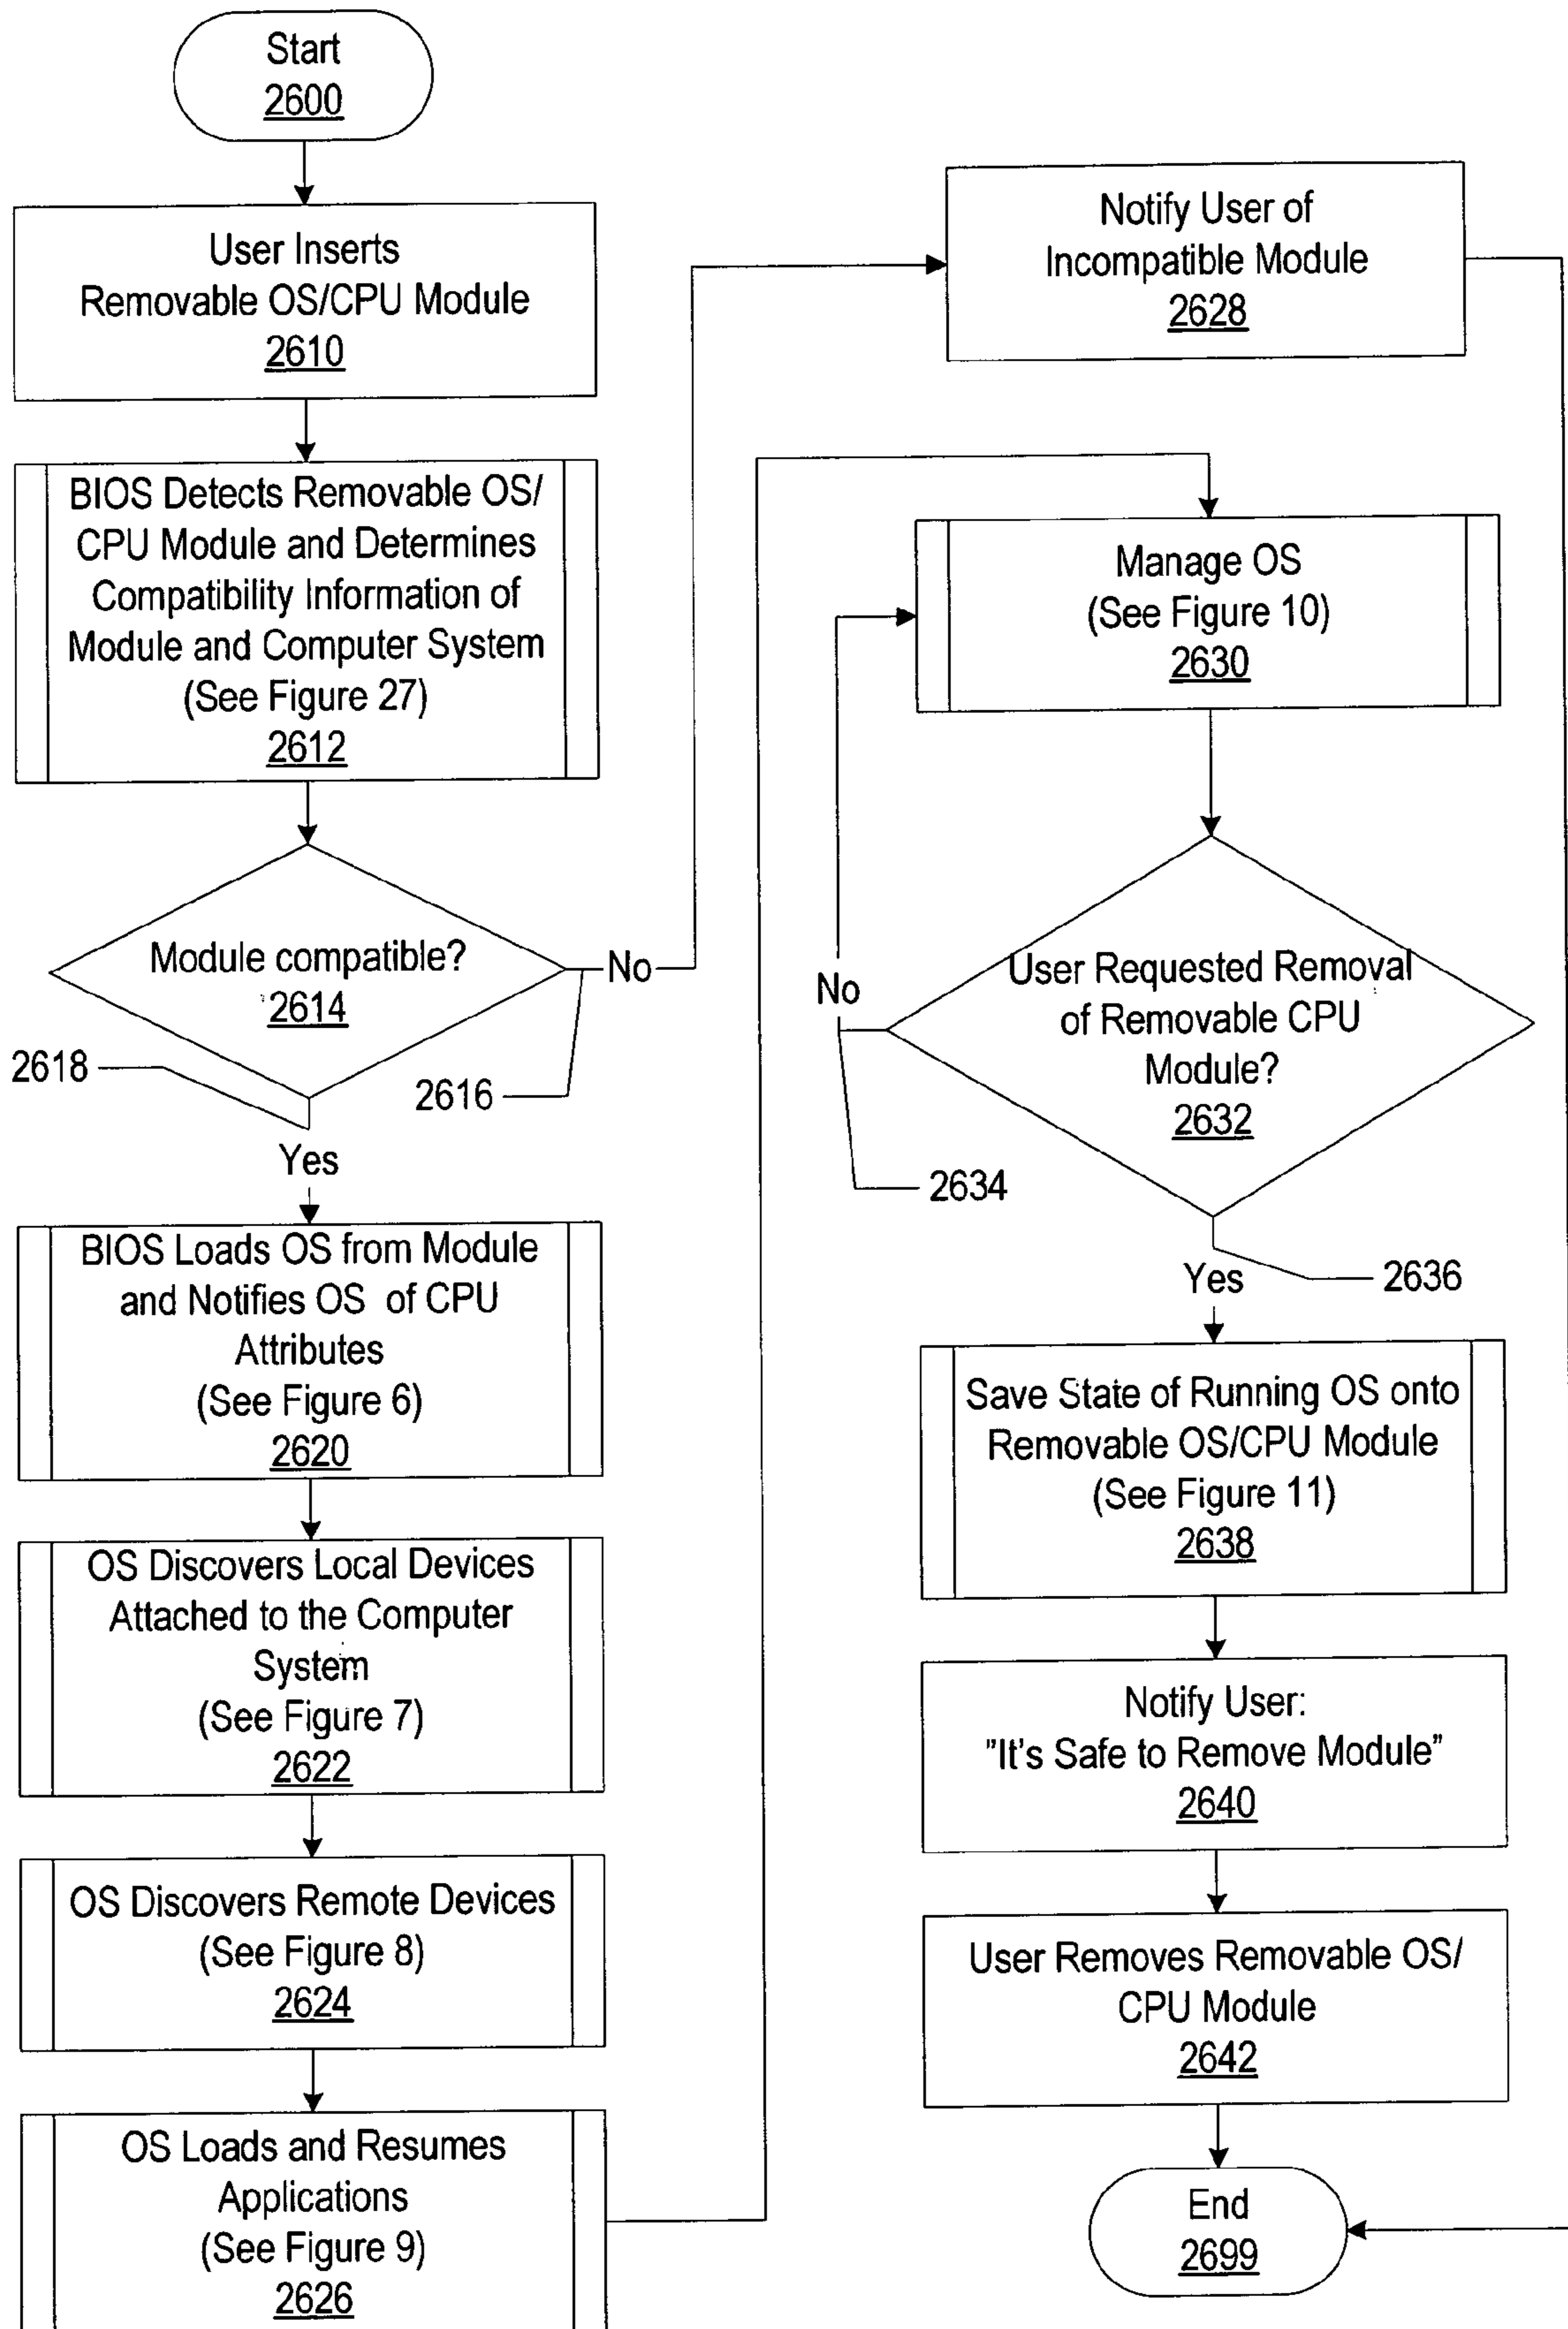 Start
2600
User Inserts
Removable OS/CPU Module
2610
BIOS Detects Removable OS/
CPU Module and Determines
Compatibility Information of
Module and Computer System
(See Figure 27)
2612
Module compatible?
2614
No
2616
2618
Yes
BIOS Loads OS from Module
and Notifies OS of CPU
Attributes
(See Figure 6)
2620
OS Discovers Local Devices
Attached to the Computer
System
(See Figure 7)
2622
OS Discovers Remote Devices
(See Figure 8)
2624
OS Loads and Resumes
Applications
(See Figure 9)
2626
Notify User of
Incompatible Module
2628
Manage OS
(See Figure 10)
2630
User Requested Removal
of Removable CPU
Module?
2632
No
2634
2636
Yes
Save State of Running OS onto
Removable OS/CPU Module
(See Figure 11)
2638
Notify User:
"It's Safe to Remove Module"
2640
User Removes Removable OS/
CPU Module
2642
End
2699